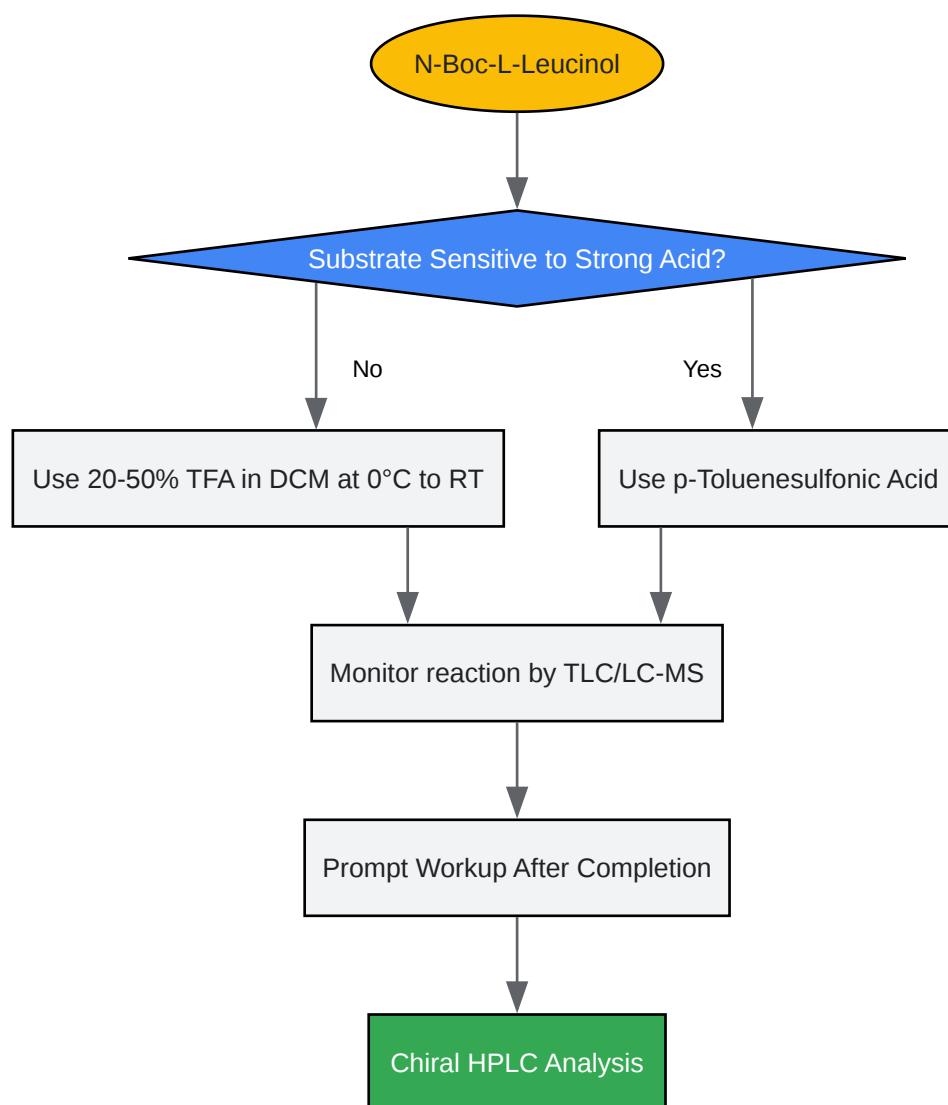 N-Boc-L-Leucinol
Substrate Sensitive to Strong Acid?
No
Yes
Use 20-50% TFA in DCM at 0°C to RT
Use p-Toluenesulfonic Acid
Monitor reaction by TLC/LC-MS
Prompt Workup After Completion
Chiral HPLC Analysis